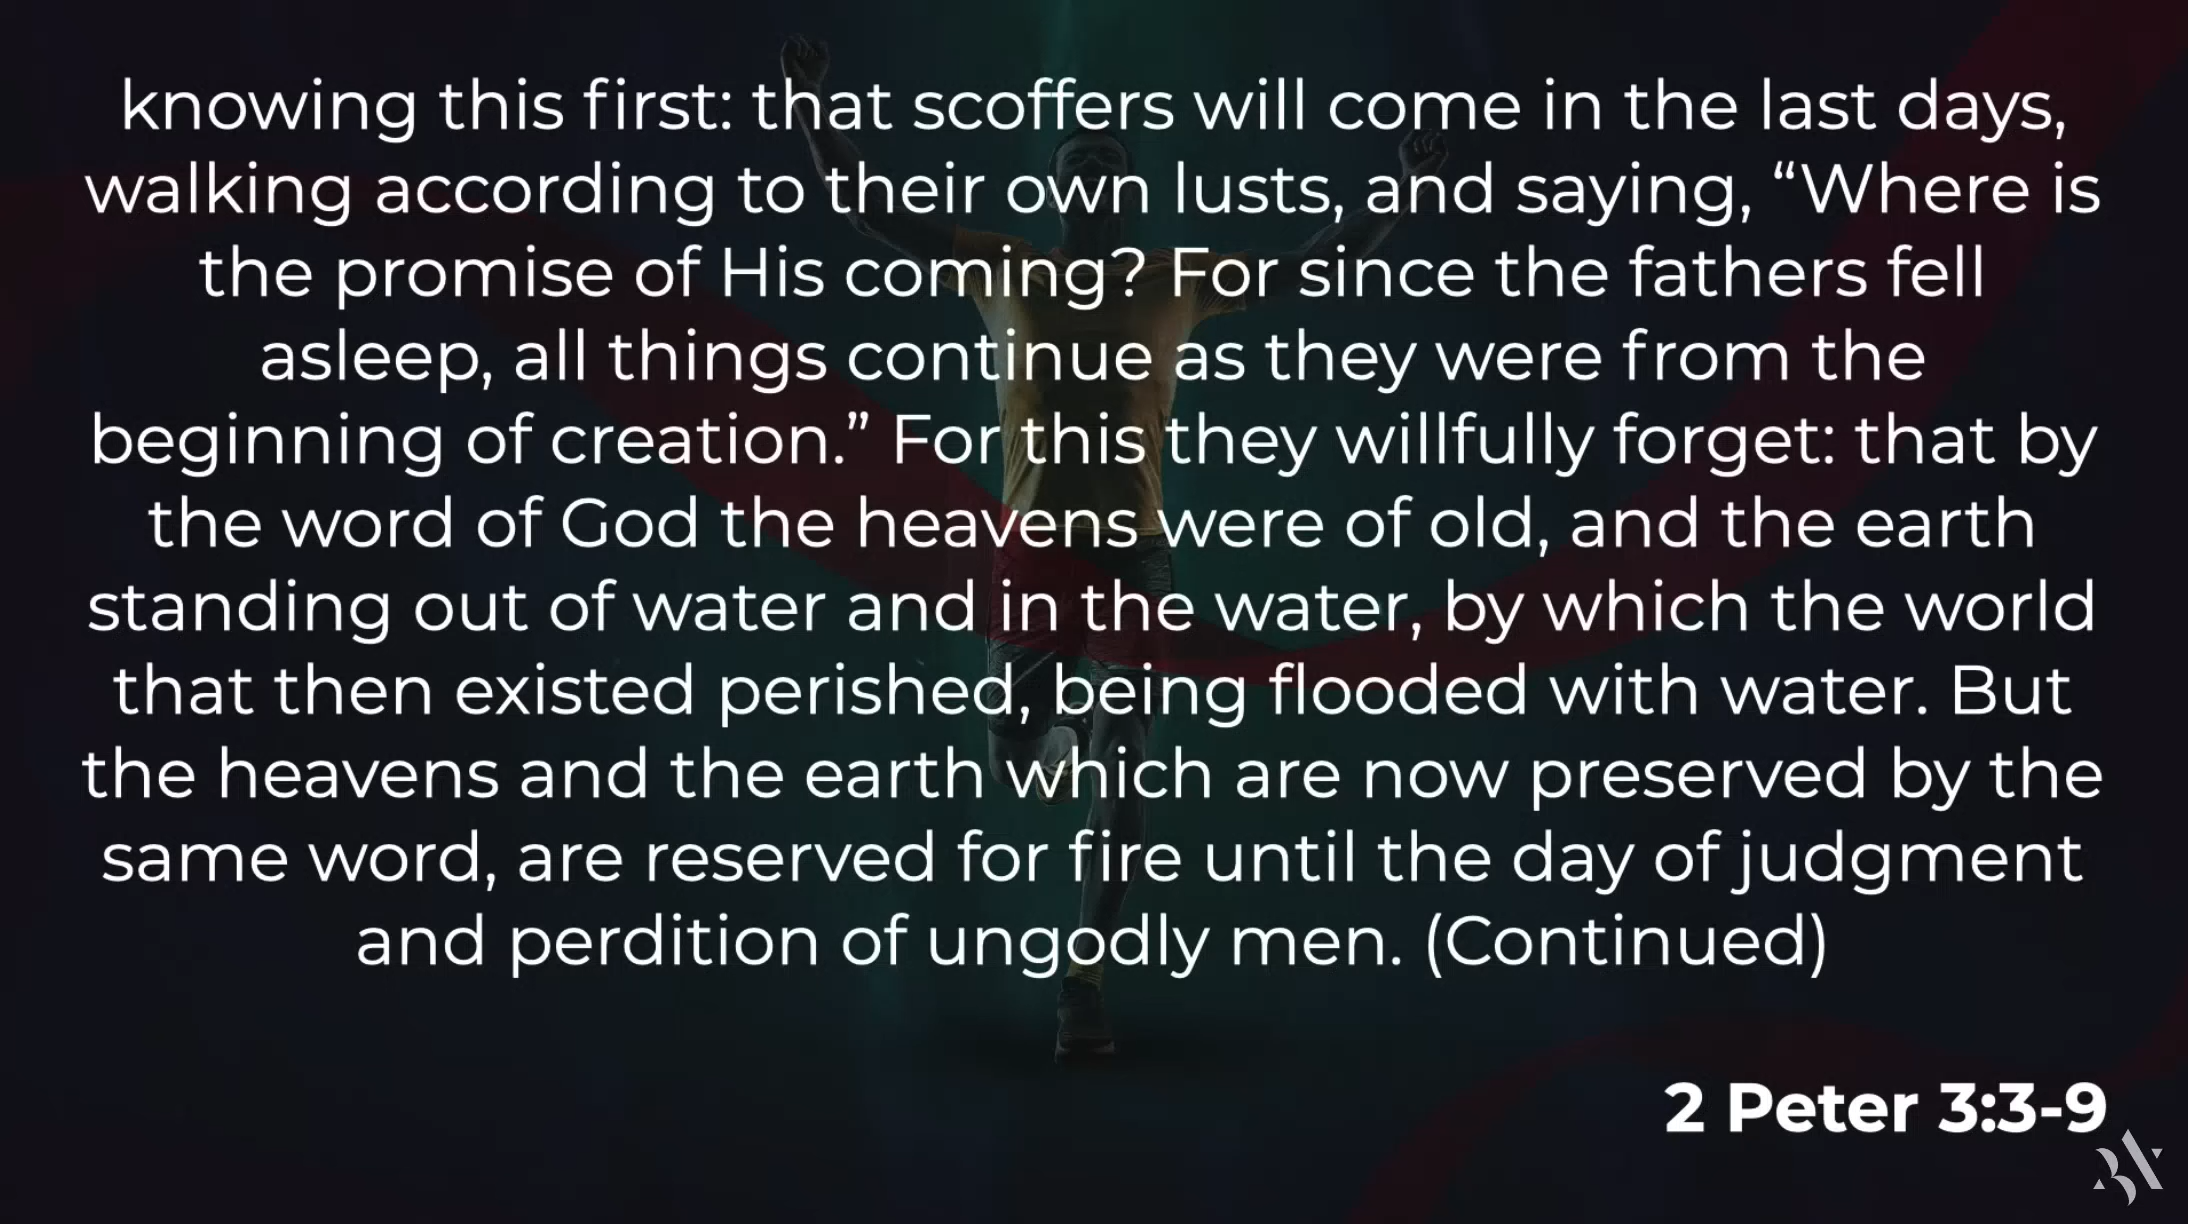 knowing this first: that scoffers will come in the last days,
walking according to their own lusts, and saying, “Where is
the promise of His coming? For since the fathers fell
asleep, all things continue as they were from the
beginning of creation.” For this they willfully forget: that by
the word of God the heavens were of old, and the earth
standing out of water and in the water, by which the world
that then existed perished, being flooded with water. But
the heavens and the earth which are now preserved by the
same word, are reserved for fire until the day of judgment
and perdition of ungodly men. (Continued)
2 Peter 3:3-9